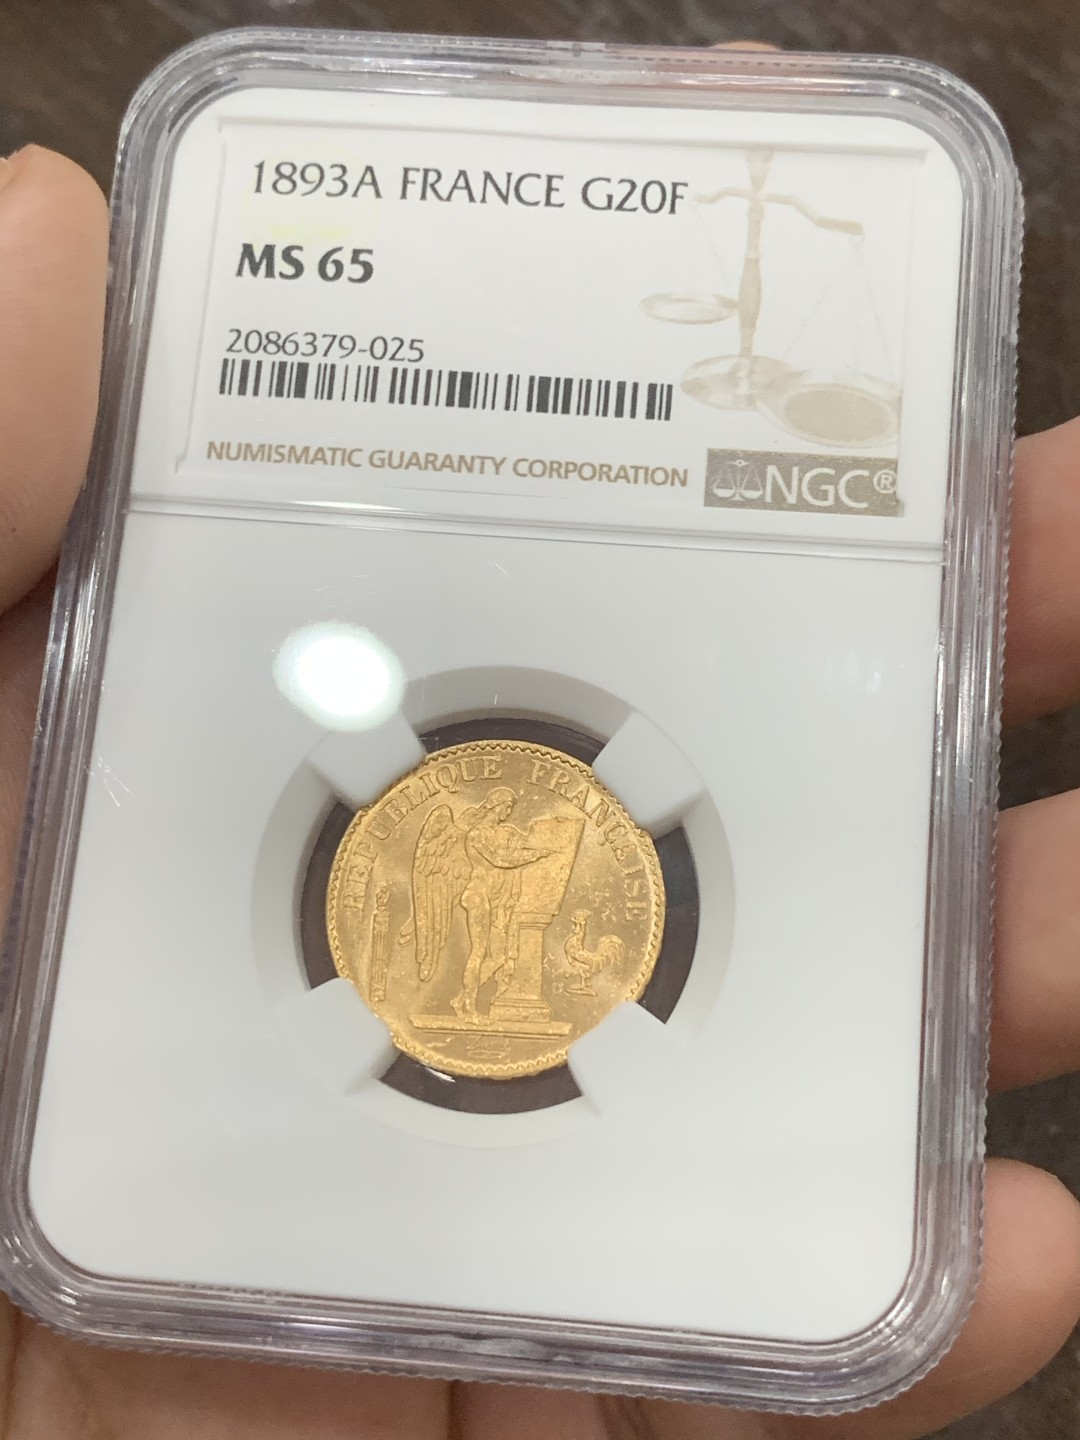 1893A FRANCE G20F
MS 65
2086379-025
NUMISMATIC GUARANTY CORPORATION
NGC®
REPUBLIQUE FRANÇAISE